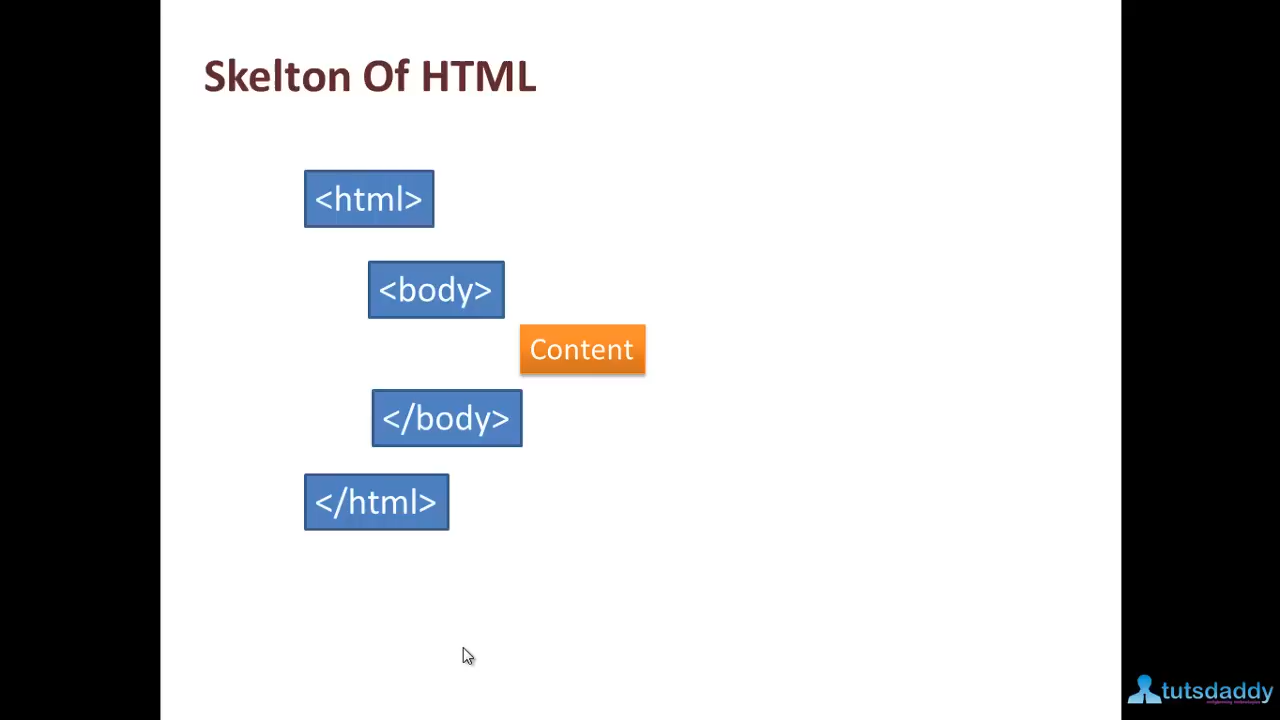 Skelton Of HTML
<html>
<body>
Content
</body>
</html>
tutsdaddy